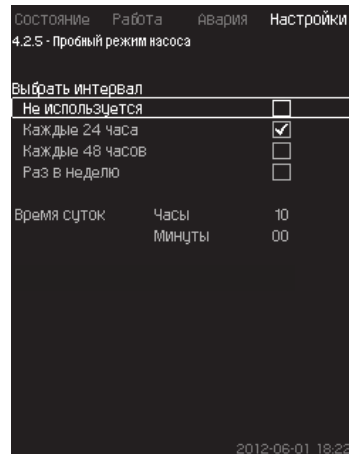 Состояние Работа Авария Настройки
4.2.5 - Пробный режим насоса
Выбрать интервал
Не используется
Каждые 24 часа
Каждые 48 часов
Раз в неделю
Время суток Часы 10
Минуты 00
2012-06-01 18:22